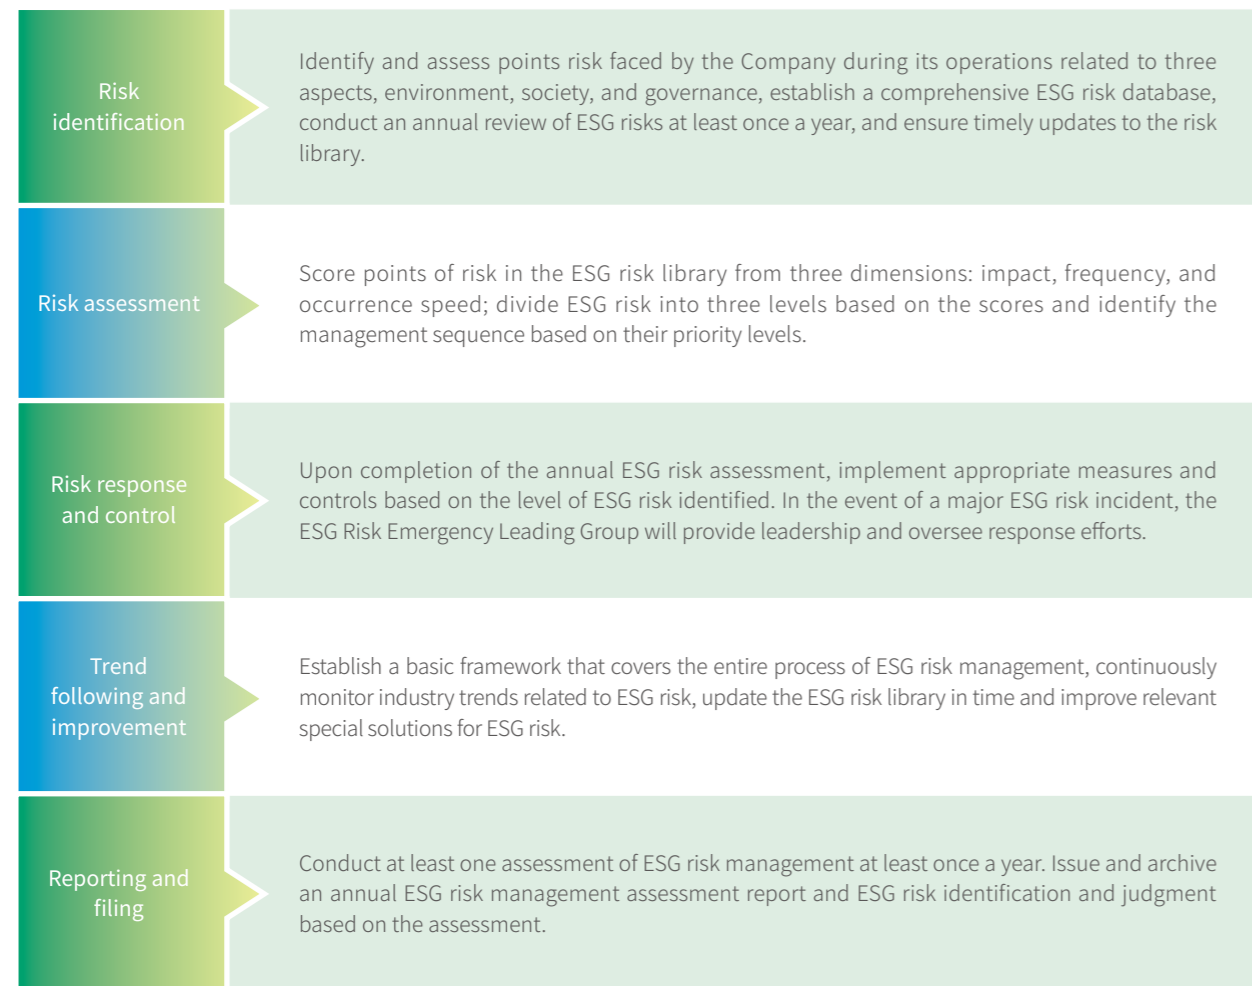 Risk
identification
Identify and assess points risk faced by the Company during its operations related to three
aspects, environment, society, and governance, establish a comprehensive ESG risk database,
conduct an annual review of ESG risks at least once a year, and ensure timely updates to the risk
library.
Risk assessment
Score points of risk in the ESG risk library from three dimensions: impact, frequency, and
occurrence speed; divide ESG risk into three levels based on the scores and identify the
management sequence based on their priority levels.
Risk response
and control
Upon completion of the annual ESG risk assessment, implement appropriate measures and
controls based on the level of ESG risk identified. In the event of a major ESG risk incident, the
ESG Risk Emergency Leading Group will provide leadership and oversee response efforts.
Trend
following and
improvement
Establish a basic framework that covers the entire process of ESG risk management, continuously
monitor industry trends related to ESG risk, update the ESG risk library in time and improve relevant
special solutions for ESG risk.
Reporting and
filing
Conduct at least one assessment of ESG risk management at least once a year. Issue and archive
an annual ESG risk management assessment report and ESG risk identification and judgment
based on the assessment.